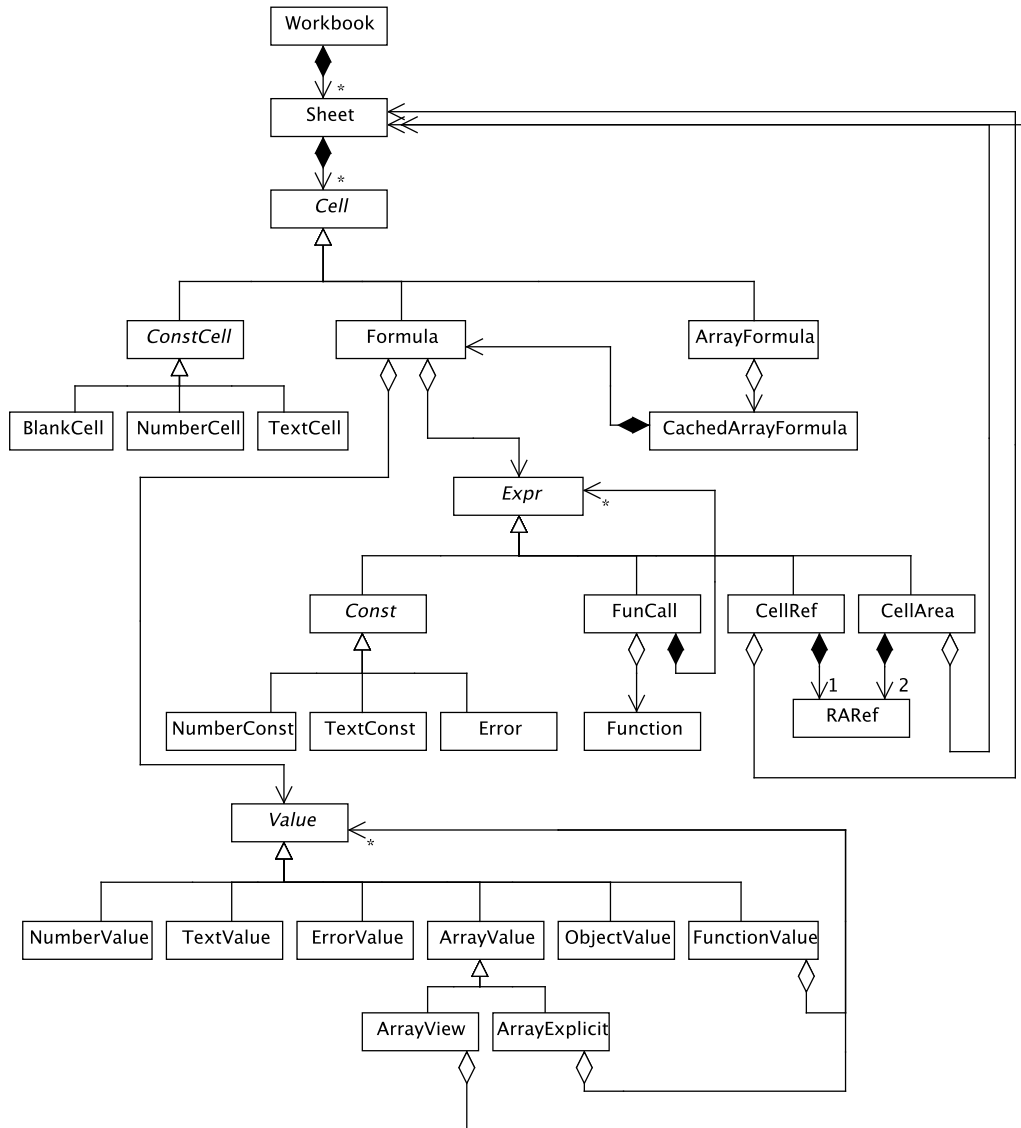 Workbook
*
Sheet
*
Cell
ConstCell
Formula
ArrayFormula
BlankCell
NumberCell
TextCell
CachedArrayFormula
Expr
*
Const
FunCall
CellRef
CellArea
1
2
NumberConst
TextConst
Error
Function
RARef
Value
*
NumberValue
TextValue
ErrorValue
ArrayValue
ObjectValue
FunctionValue
ArrayView
ArrayExplicit